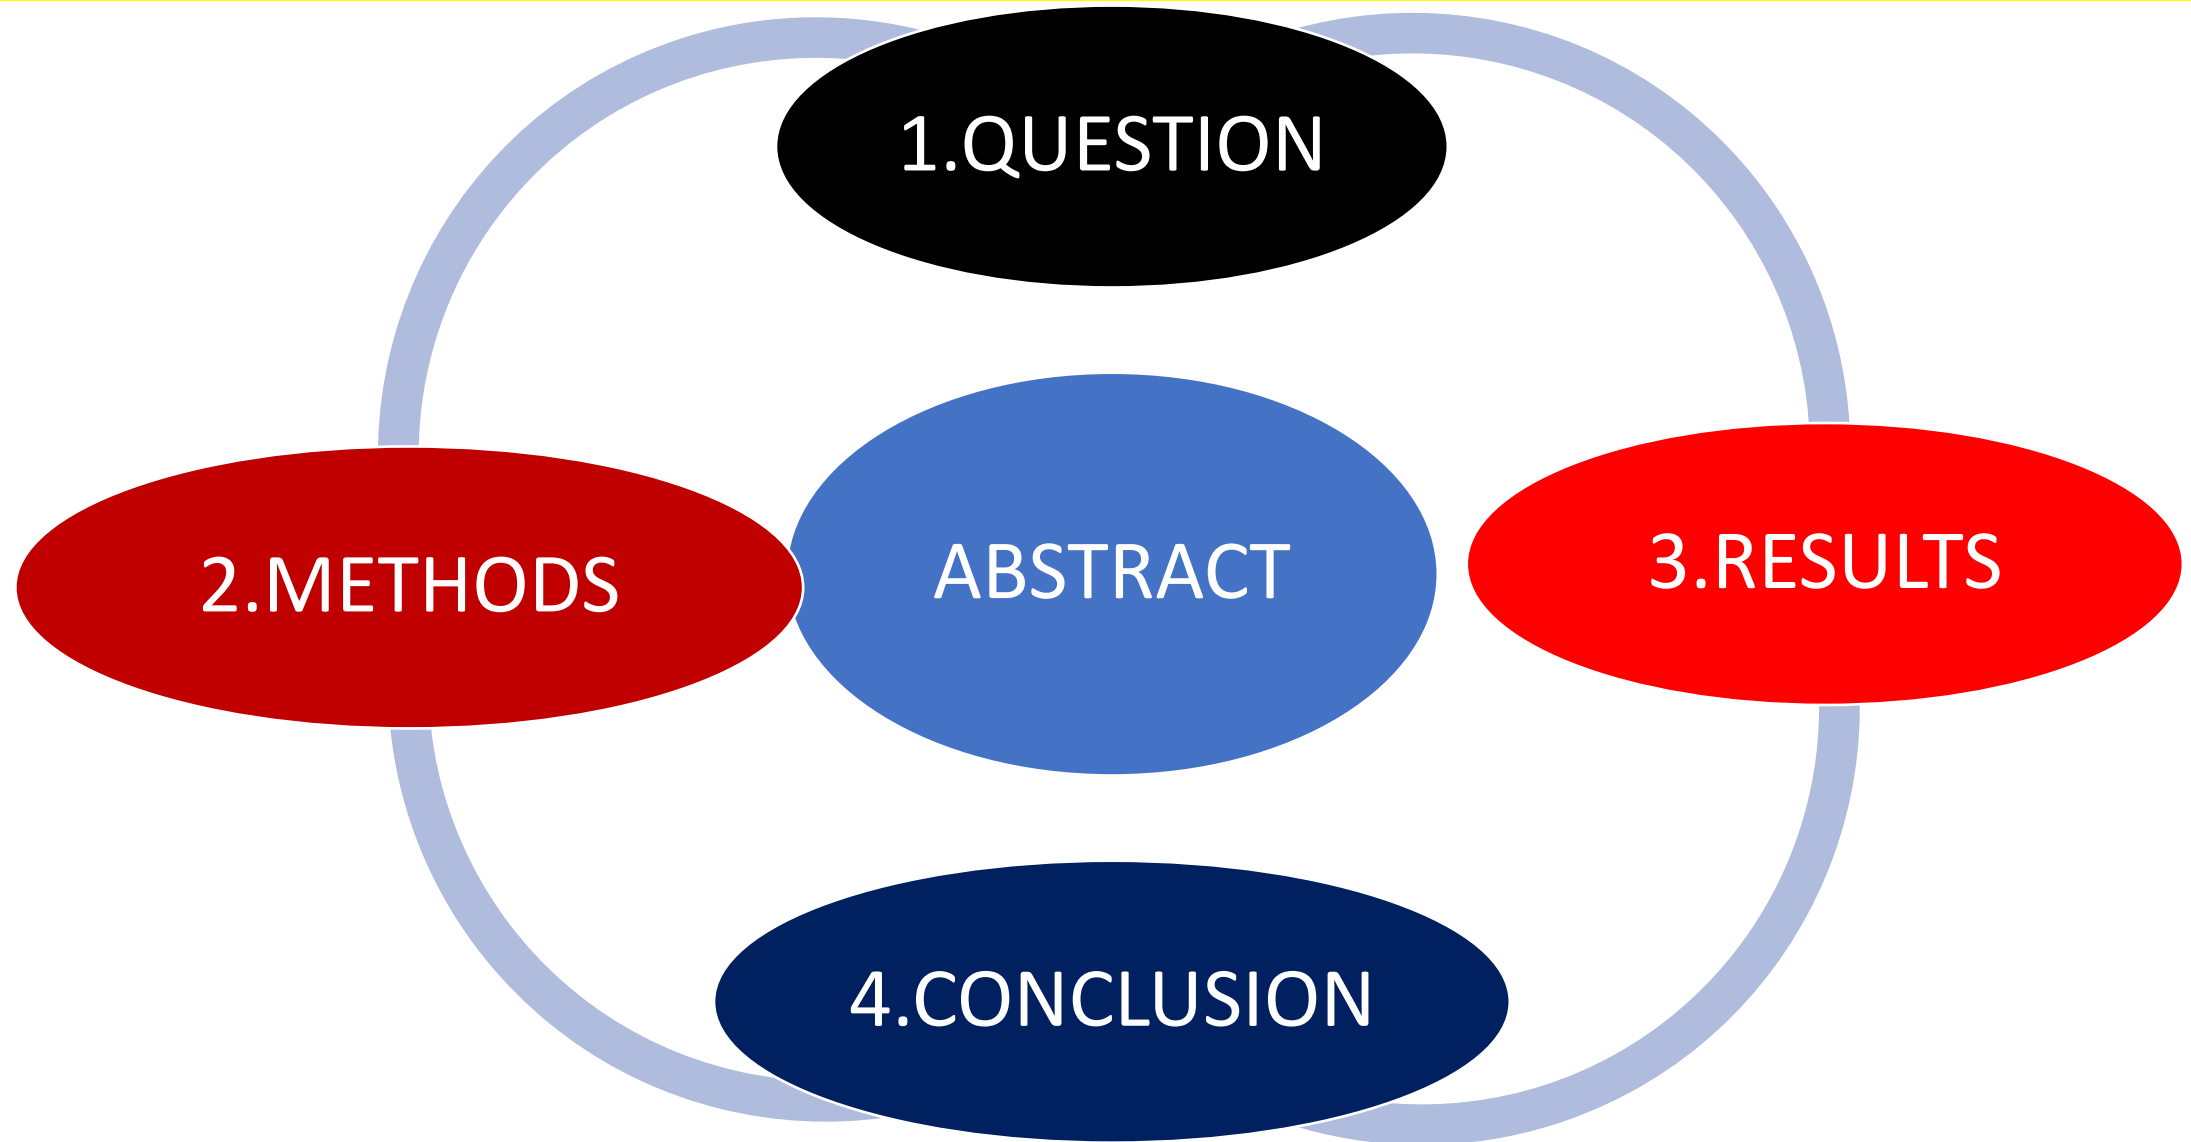 1.QUESTION
2.METHODS
ABSTRACT
3.RESULTS
4.CONCLUSION